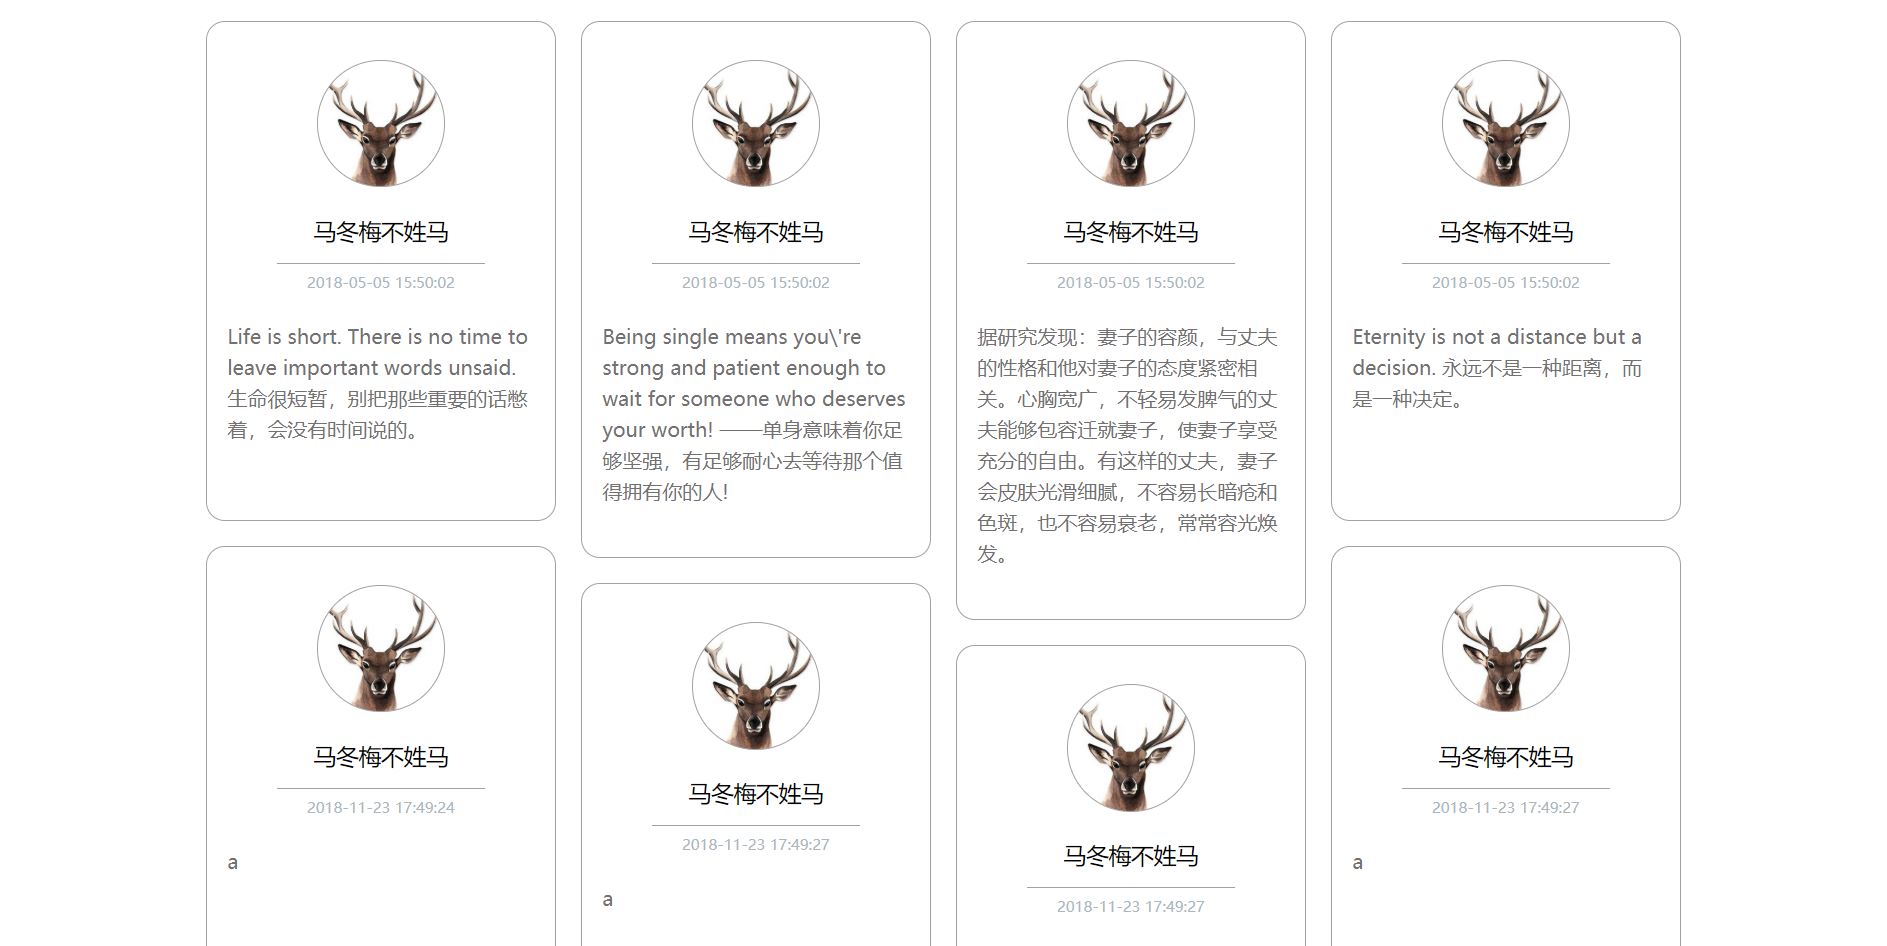 马冬梅不姓马
2018-05-05 15:50:02
Life is short. There is no time to
leave important words unsaid.
生命很短暂，别把那些重要的话憋
着，会没有时间说的。
马冬梅不姓马
2018-05-05 15:50:02
Being single means you\'re
strong and patient enough to
wait for someone who deserves
your worth! ——单身意味着你足
够坚强，有足够耐心去等待那个值
得拥有你的人!
马冬梅不姓马
2018-05-05 15:50:02
据研究发现：妻子的容颜，与丈夫
的性格和他对妻子的态度紧密相
关。心胸宽广，不轻易发脾气的丈
夫能够包容迁就妻子，使妻子享受
充分的自由。有这样的丈夫，妻子
会皮肤光滑细腻，不容易长暗疮和
色斑，也不容易衰老，常常容光焕
发。
马冬梅不姓马
2018-05-05 15:50:02
Eternity is not a distance but a
decision. 永远不是一种距离，而
是一种决定。
马冬梅不姓马
2018-11-23 17:49:24
a
马冬梅不姓马
2018-11-23 17:49:27
a
马冬梅不姓马
2018-11-23 17:49:27
马冬梅不姓马
2018-11-23 17:49:27
a